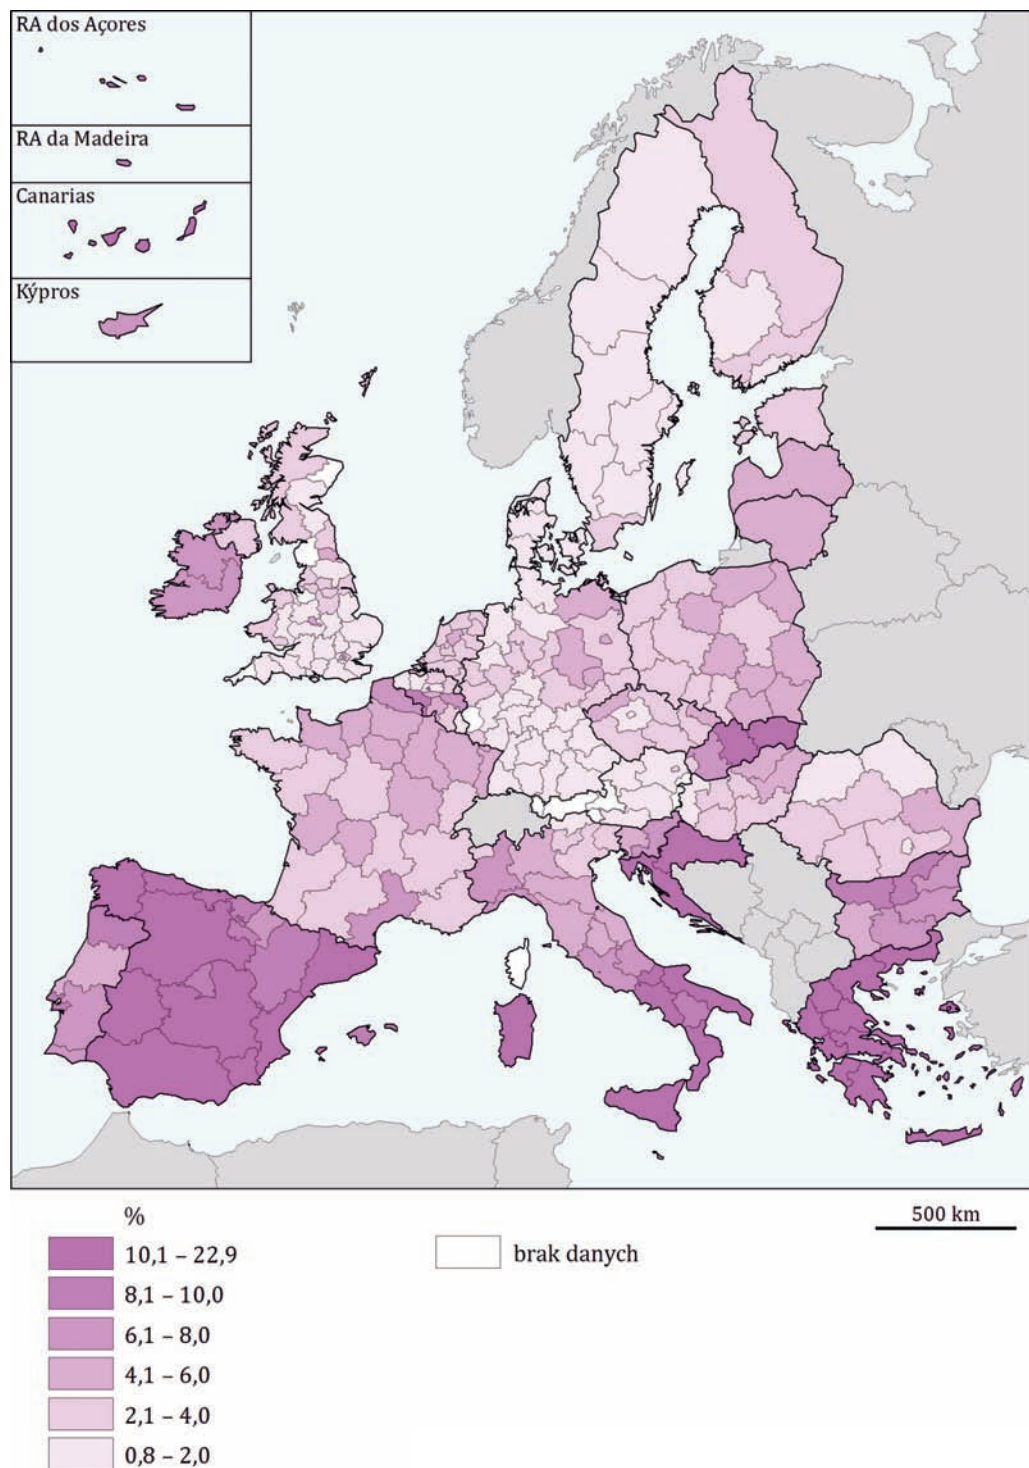 RA dos Açores
RA da Madeira
Canarias
Kýpros
%
10,1 – 22,9
8,1 – 10,0
6,1 – 8,0
4,1 – 6,0
2,1 – 4,0
0,8 – 2,0
brak danych
500 km